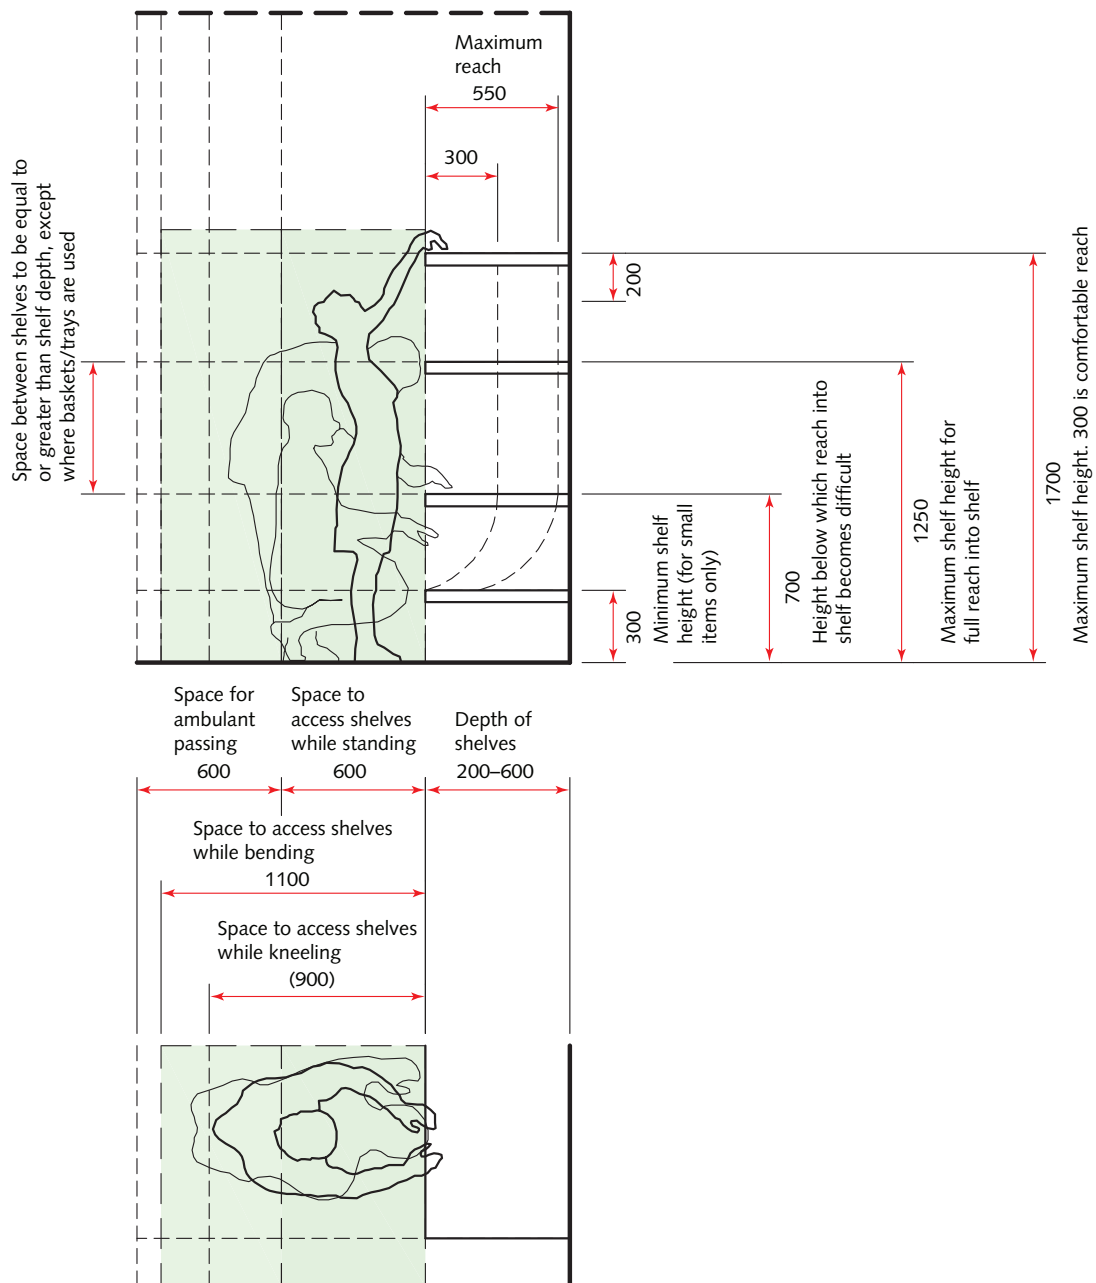 Maximum
reach
550
300
Space between shelves to be equal to
or greater than shelf depth, except
where baskets/trays are used
200
300
Minimum shelf
height (for small
items only)
700
Height below which reach into
shelf becomes difficult
1250
Maximum shelf height for
full reach into shelf
1700
Maximum shelf height. 300 is comfortable reach
Space for
ambulant
passing
600
Space to
access shelves
while standing
600
Depth of
shelves
200–600
Space to access shelves
while bending
1100
Space to access shelves
while kneeling
(900)